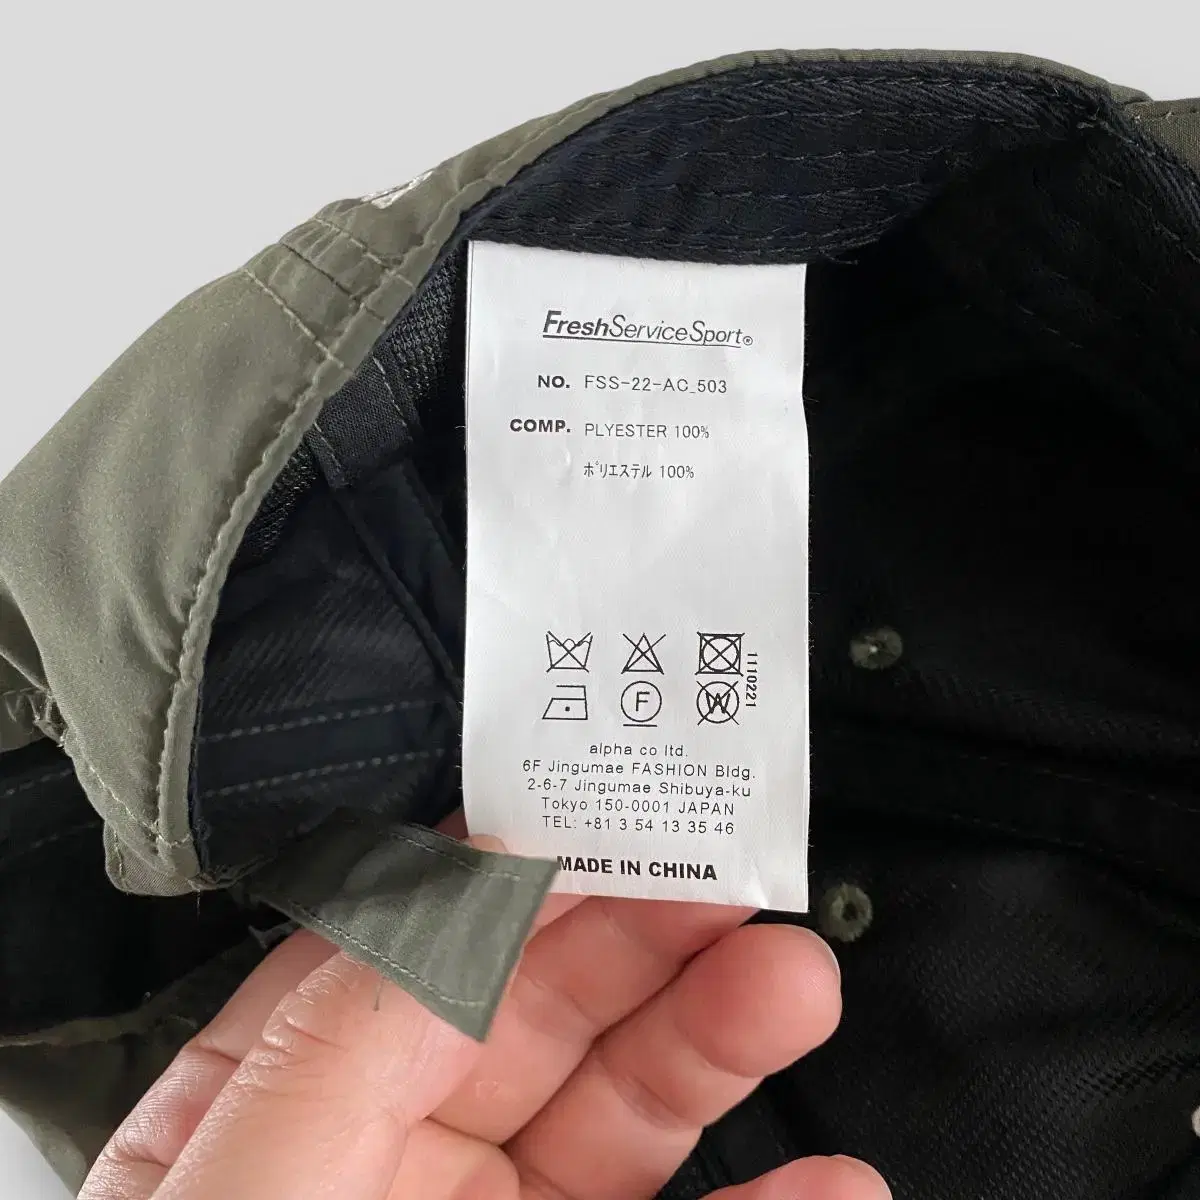 FreshServiceSport®
NO. FSS-22-AC_503
COMP. PLYESTER 100%
ポリエステル 100%
1110221
F
W
alpha co ltd.
6F Jingumae FASHION Bldg.
2-6-7 Jingumae Shibuya-ku
Tokyo 150-0001 JAPAN
TEL: +81 3 54 13 35 46
MADE IN CHINA